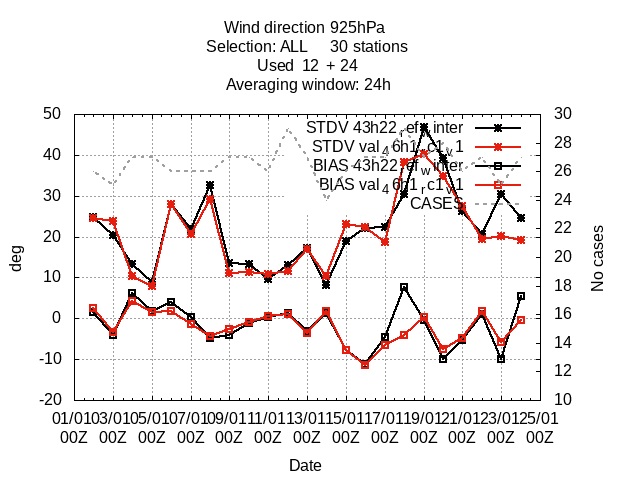 Wind direction 925hPa
Selection: ALL 30 stations
Used 12 + 24
Averaging window: 24h
STDV 43h22_ref_winter
STDV val_46h1_rc1_v1
BIAS 43h22_ref_winter
BIAS val_46h1_rc1_v1
CASES
50
40
30
20
10
0
-10
-20
deg
30
28
26
24
22
20
18
16
14
12
10
No cases
01/01 03/01 05/01 07/01 09/01 11/01 13/01 15/01 17/01 19/01 21/01 23/01 25/01
00Z 00Z 00Z 00Z 00Z 00Z 00Z 00Z 00Z 00Z 00Z 00Z 00Z
Date